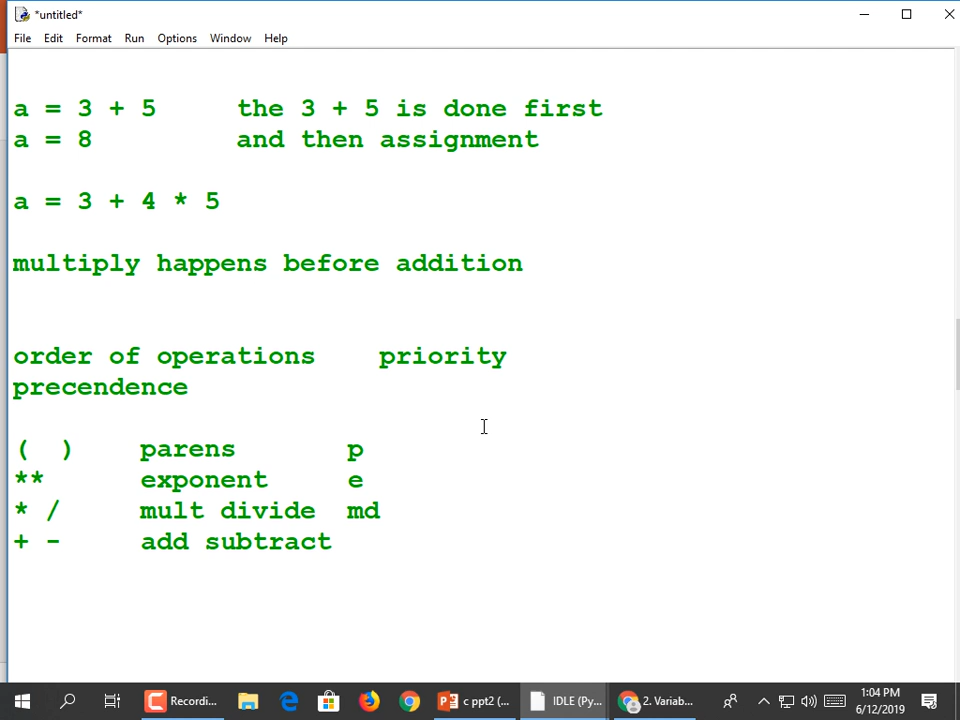 *untitled*
File Edit Format Run Options Window Help
a = 3 + 5     the 3 + 5 is done first
a = 8         and then assignment
a = 3 + 4 * 5
multiply happens before addition
order of operations    priority
precendence
(  )    parens       p
**      exponent     e
* /     mult divide  md
+ -     add subtract
Recordi... c ppt2 (... IDLE (Py... 2. Variab... 1:04 PM
6/12/2019